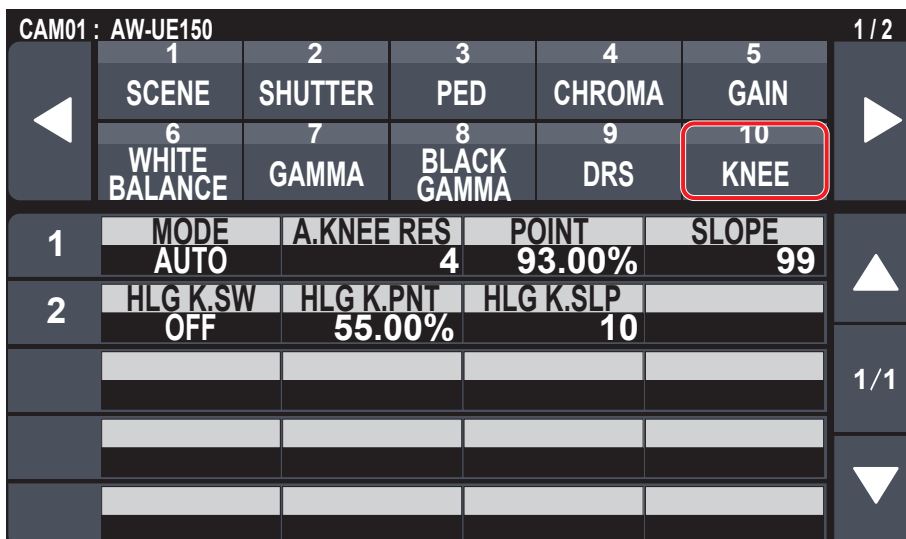 CAM01 : AW-UE150 1 / 2
1 2 3 4 5
SCENE SHUTTER PED CHROMA GAIN
6 7 8 9 10
WHITE BALANCE GAMMA BLACK GAMMA DRS KNEE
1 MODE A.KNEE RES POINT SLOPE
AUTO 4 93.00% 99
2 HLG K.SW HLG K.PNT HLG K.SLP
OFF 55.00% 10
1/1